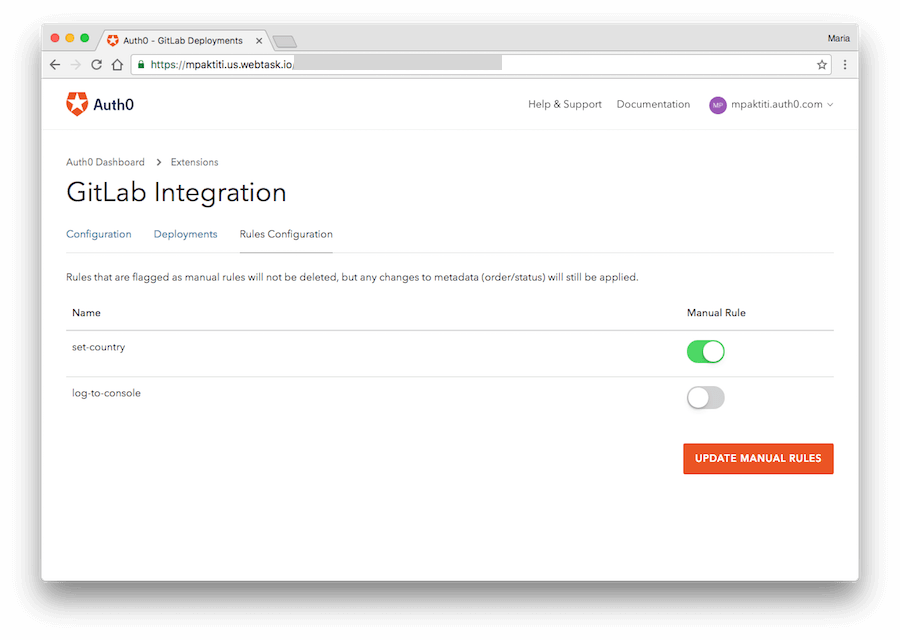 Auth0 - GitLab Deployments
Maria
https://mpaktiti.us.webtask.io/
Auth0
Help & Support Documentation MP mpaktiti.auth0.com
Auth0 Dashboard > Extensions
GitLab Integration
Configuration Deployments Rules Configuration
Rules that are flagged as manual rules will not be deleted, but any changes to metadata (order/status) will still be applied.
Name Manual Rule
set-country
log-to-console
UPDATE MANUAL RULES